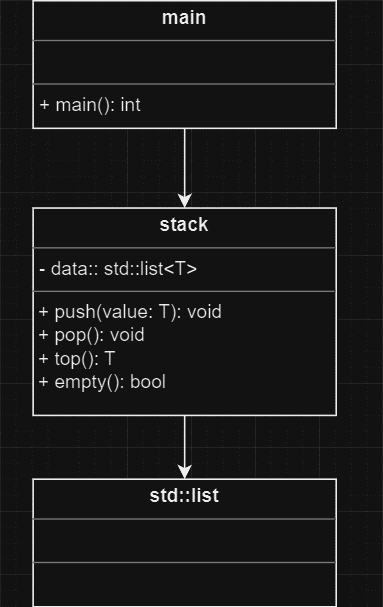 main
+ main(): int
stack
- data:: std::list<T>
+ push(value: T): void
+ pop(): void
+ top(): T
+ empty(): bool
std::list